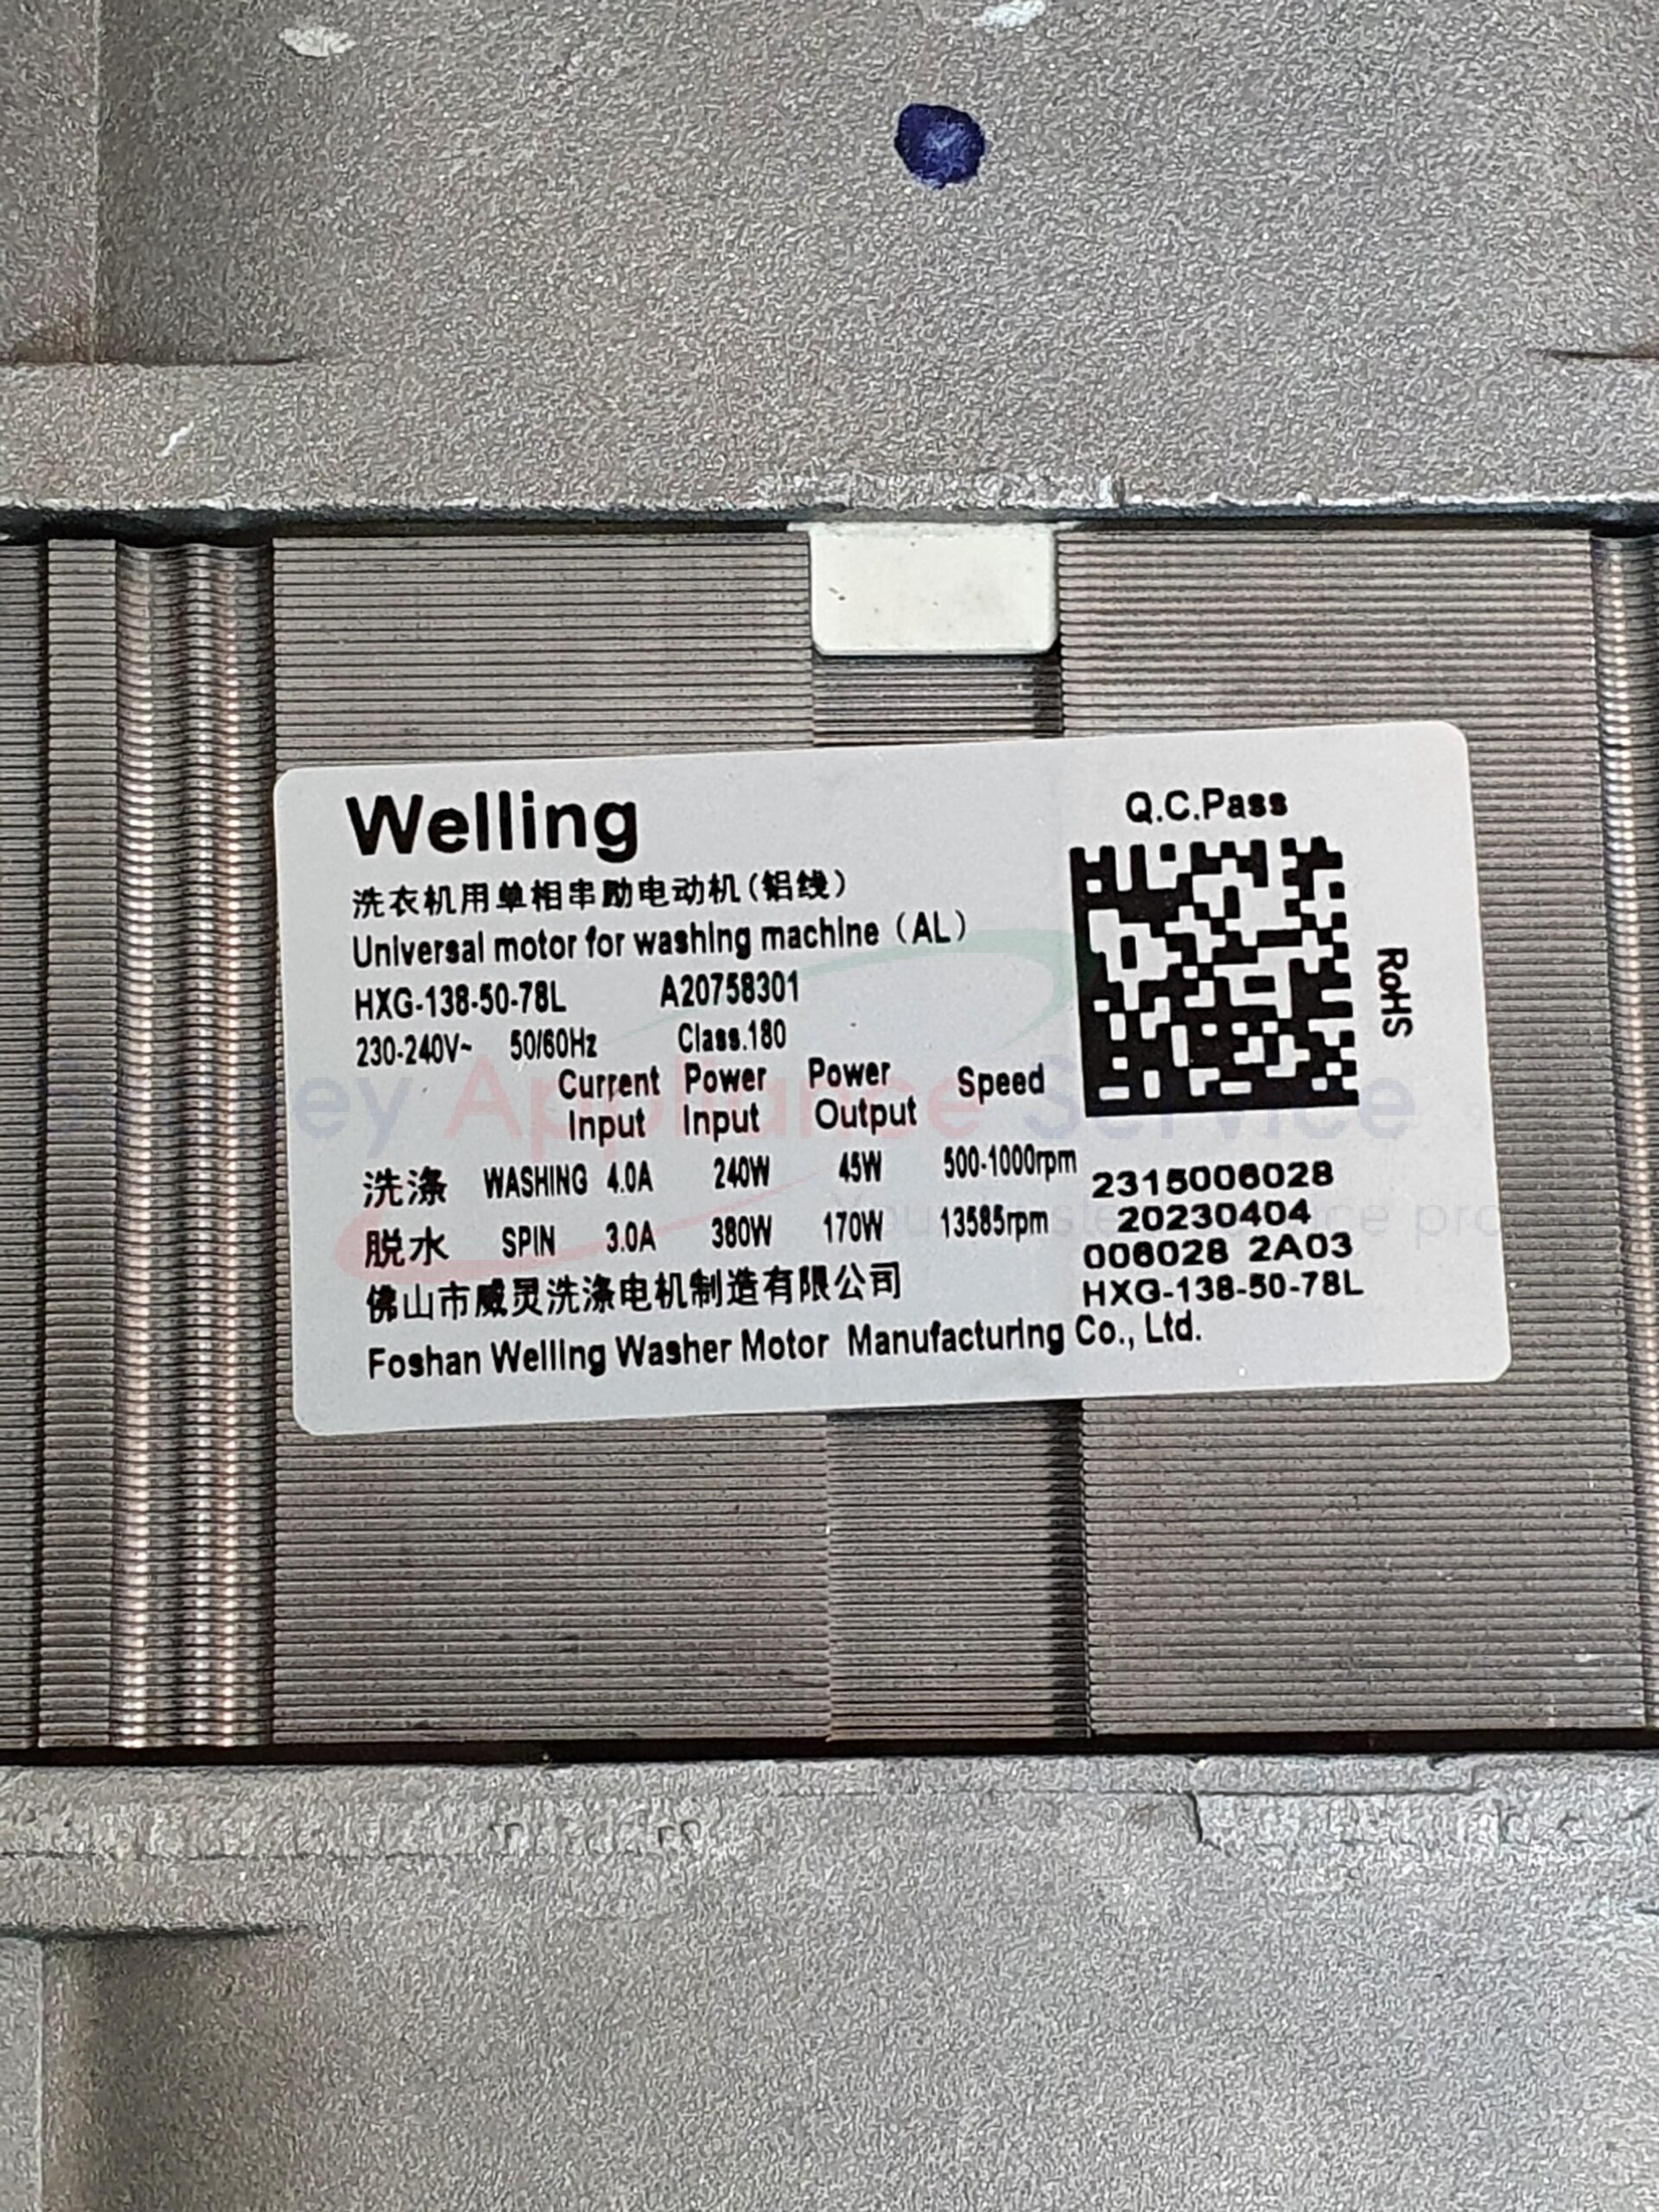 Welling
洗衣机用单相串励电动机(铝线)
Universal motor for washing machine (AL)
HXG-138-50-78L A20758301
230-240V~ 50/60Hz Class.180
Current Input Power Input Power Output Speed
洗涤 WASHING 4.0A 240W 45W 500-1000rpm
脱水 SPIN 3.0A 380W 170W 13585rpm
佛山市威灵洗涤电机制造有限公司
Foshan Welling Washer Motor Manufacturing Co., Ltd.
Q.C.Pass
RoHS
2315006028
20230404
006028 2A03
HXG-138-50-78L
Appliance Service